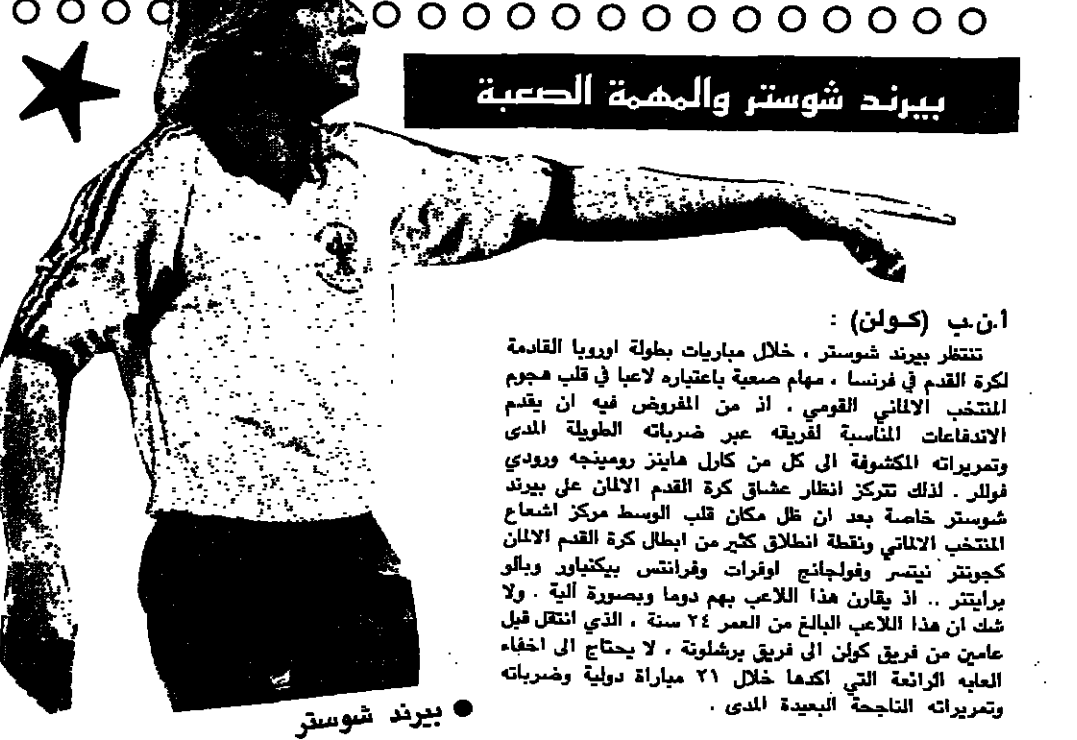 بيرند شوستر والمهمة الصعبة
أ.ن.ب (كولن) :
تنتظر بيرند شوستر ، خلال مباريات بطولة اوروبا القادمة
لكرة القدم في فرنسا ، مهام صعبة باعتباره لاعبا في قلب هجوم
المنتخب الالماني القومي . اذ من المفروض فيه ان يقدم
الاندفاعات المناسبة لفريقه عبر ضرباته الطويلة المدى
وتمريراته المكشوفة الى كل من كارل هاينز رومينجه ورودي
فوللر . لذلك تتركز انظار عشاق كرة القدم الالمان على بيرند
شوستر خاصة بعد ان ظل مكان قلب الوسط مركز اشعاع
المنتخب الالماني ونقطة انطلاق كثير من ابطال كرة القدم الالمان
كجونتر نيتسر وفولجانج اوفرات وفرانتس بيكنباور وبالو
برايتنر .. اذ يقارن هذا اللاعب بهم دوما وبصورة آلية . ولا
شك ان هذا اللاعب البالغ من العمر ٢٤ سنة ، الذي انتقل قبل
عامين من فريق كولن الى فريق برشلونة ، لا يحتاج الى اخفاء
العابه الرائعة التي اكدها خلال ٢١ مباراة دولية وضرباته
وتمريراته الناجحة البعيدة المدى .
● بيرند شوستر